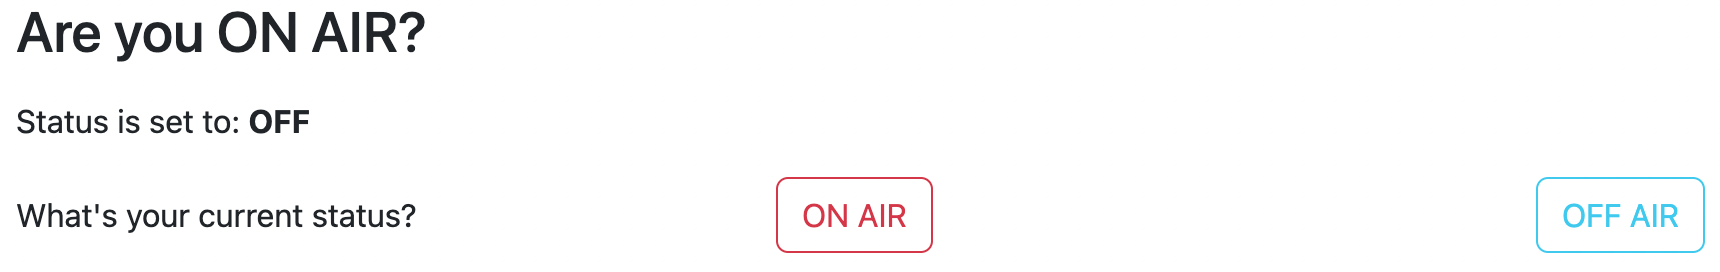 Are you ON AIR?
Status is set to: OFF
What's your current status? ON AIR OFF AIR